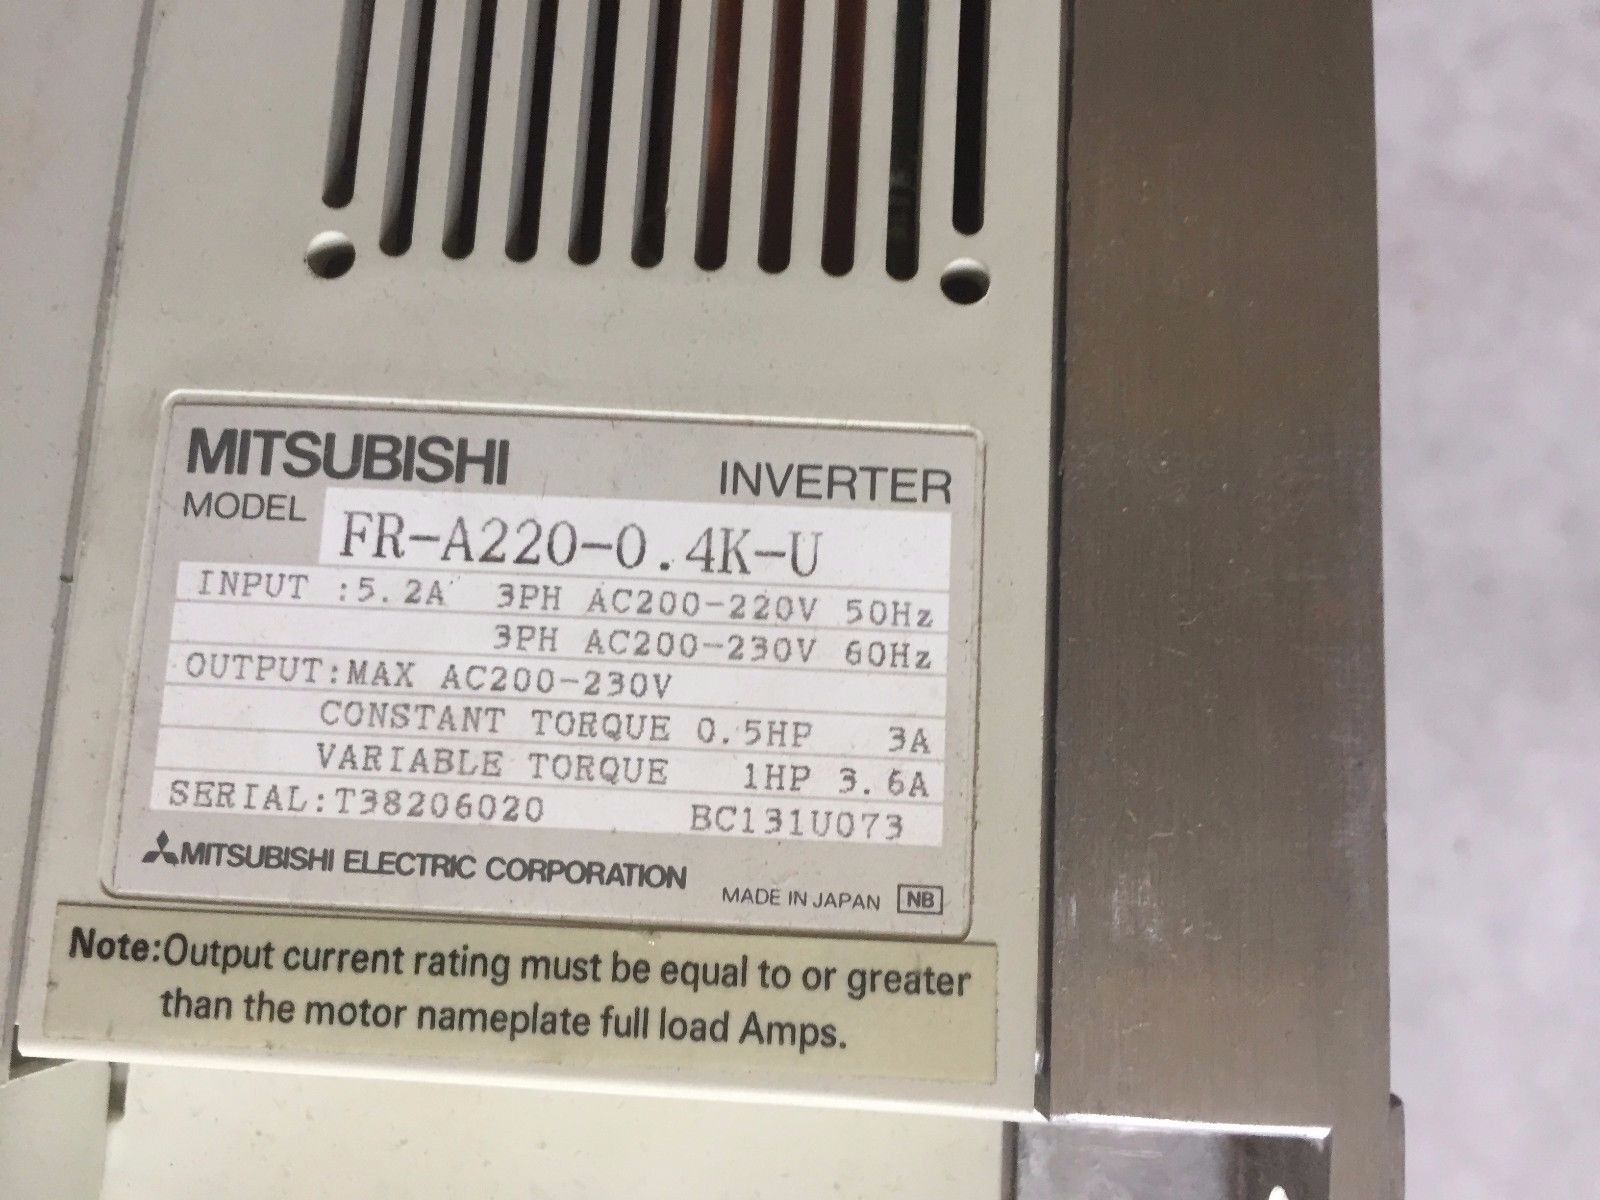 MITSUBISHI INVERTER
MODEL FR-A220-0.4K-U
INPUT :5.2A 3PH AC200-220V 50Hz
3PH AC200-230V 60Hz
OUTPUT:MAX AC200-230V
CONSTANT TORQUE 0.5HP 3A
VARIABLE TORQUE 1HP 3.6A
SERIAL:T38206020 BC131U073
MITSUBISHI ELECTRIC CORPORATION
MADE IN JAPAN NB
Note:Output current rating must be equal to or greater
than the motor nameplate full load Amps.